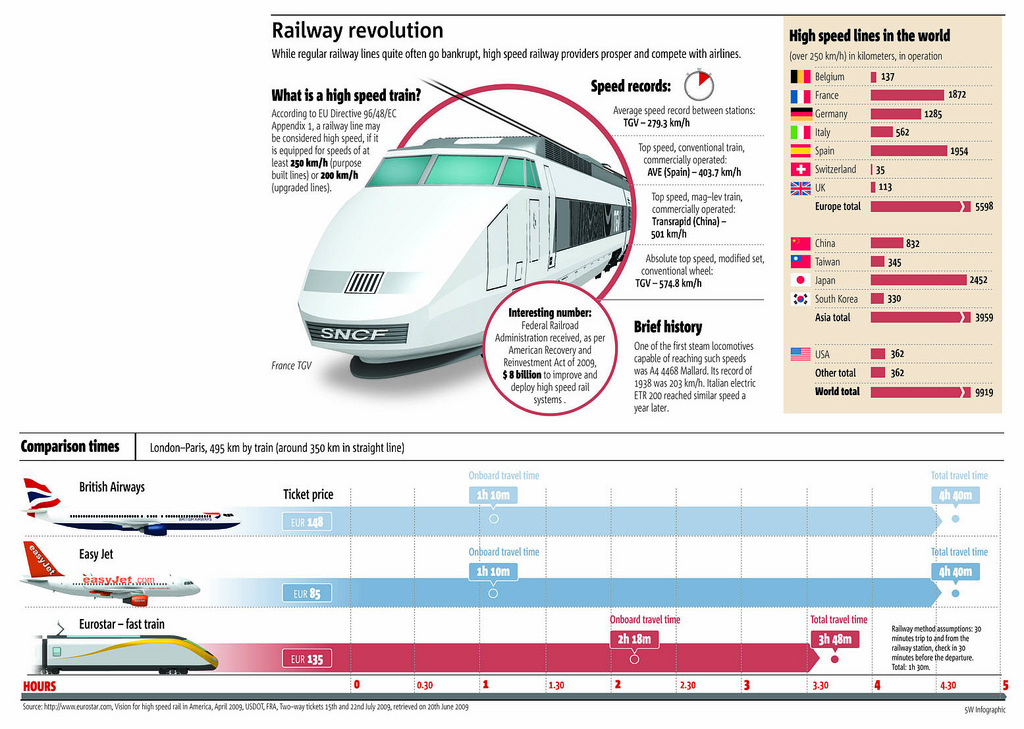 Railway revolution
While regular railway lines quite often go bankrupt, high speed railway providers prosper and compete with airlines.
What is a high speed train?
According to EU Directive 96/48/EC
Appendix 1, a railway line may
be considered high speed, if it
is equipped for speeds of at
least 250 km/h (purpose
built lines) or 200 km/h
(upgraded lines).
SNCF
France TGV
Speed records:
Average speed record between stations:
TGV – 279.3 km/h
Top speed, conventional train,
commercially operated:
AVE (Spain) – 403.7 km/h
Top speed, mag-lev train,
commercially operated:
Transrapid (China) –
501 km/h
Absolute top speed, modified set,
conventional wheel:
TGV – 574.8 km/h
Interesting number:
Federal Railroad
Administration received, as per
American Recovery and
Reinvestment Act of 2009,
$ 8 billion to improve and
deploy high speed rail
systems .
Brief history
One of the first steam locomotives
capable of reaching such speeds
was A4 4468 Mallard. Its record of
1938 was 203 km/h. Italian electric
ETR 200 reached similar speed a
year later.
High speed lines in the world
(over 250 km/h) in kilometers, in operation
Belgium 137
France 1872
Germany 1285
Italy 562
Spain 1954
Switzerland 35
UK 113
Europe total 5598
China 832
Taiwan 345
Japan 2452
South Korea 330
Asia total 3959
USA 362
Other total 362
World total 9919
Comparison times London–Paris, 495 km by train (around 350 km in straight line)
British Airways
BRITISH AIRWAYS
Ticket price
EUR 148
Onboard travel time
1h 10m
Total travel time
4h 40m
Easy Jet
easyJet
easyJet.com
EUR 85
Onboard travel time
1h 10m
Total travel time
4h 40m
Eurostar – fast train
EUR 135
Onboard travel time
2h 18m
Total travel time
3h 48m
Railway method assumptions: 30
minutes trip to and from the
railway station, check in 30
minutes before the departure.
Total: 1h 30m.
HOURS 0 0.30 1 1.30 2 2.30 3 3.30 4 4.30 5
Source: http://www.eurostar.com, Vision for high speed rail in America, April 2009, USDOT, FRA, Two-way tickets 15th and 22nd July 2009, retrieved on 20th June 2009
5W Infographic